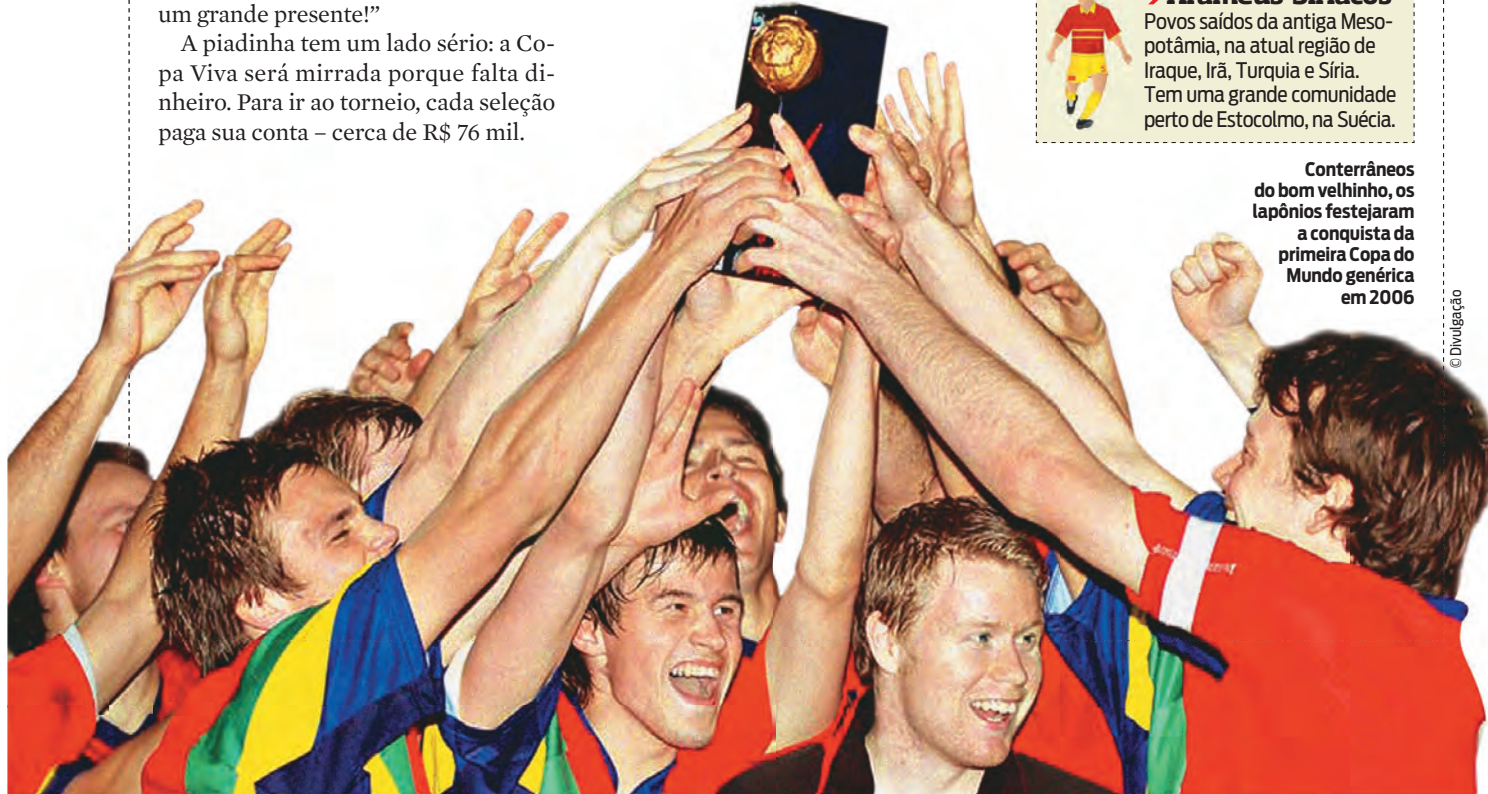 um grande presente!”
A piadinha tem um lado sério: a Co-
pa Viva será mirrada porque falta di-
nheiro. Para ir ao torneio, cada seleção
paga sua conta – cerca de R$ 76 mil.
Povos saídos da antiga Meso-
potâmia, na atual região de
Iraque, Irã, Turquia e Síria.
Tem uma grande comunidade
perto de Estocolmo, na Suécia.
Conterrâneos
do bom velhinho, os
lapônios festejaram
a conquista da
primeira Copa do
Mundo genérica
em 2006
© Divulgação